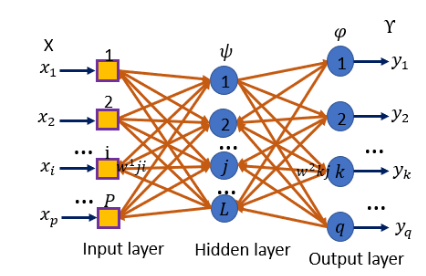 X ψ φ ϒ
x₁ 1 1 1 y₁
x₂ 2 2 2 y₂
... ... ...
xᵢ i w¹ji j w²kj k yₖ
... ...
xₚ P L q y_q
Input layer Hidden layer Output layer